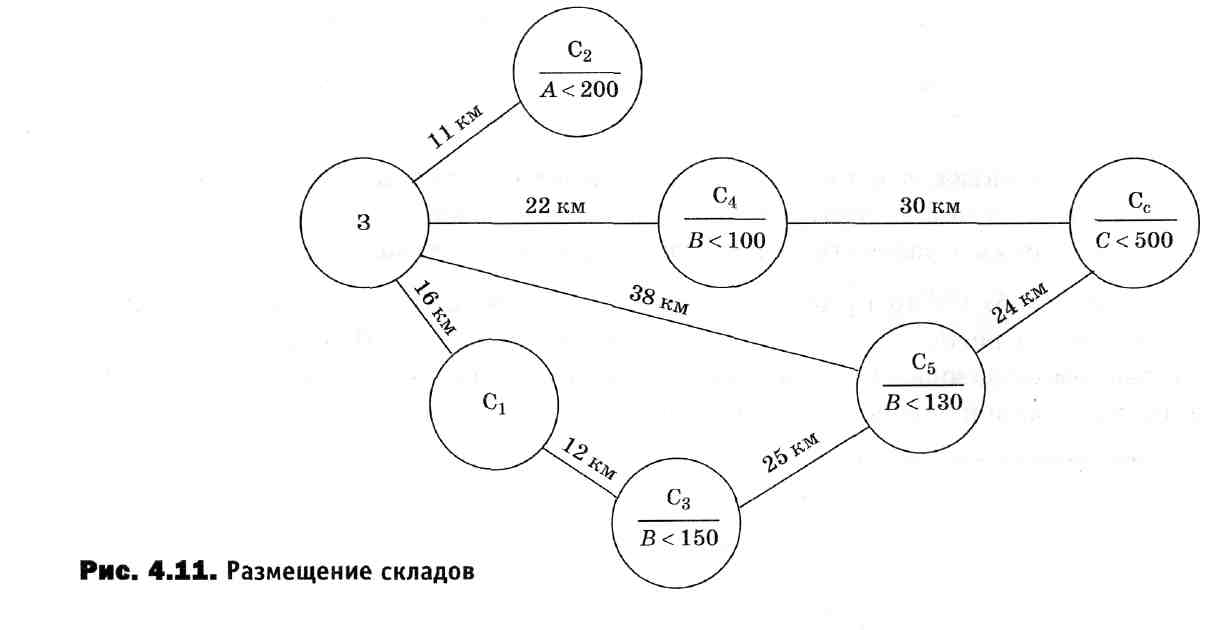 C₂
A < 200
11 км
З
22 км
C₄
B < 100
30 км
C꜀
C < 500
38 км
16 км
24 км
C₅
B < 130
C₁
12 км
25 км
C₃
B < 150
Рис. 4.11. Размещение складов